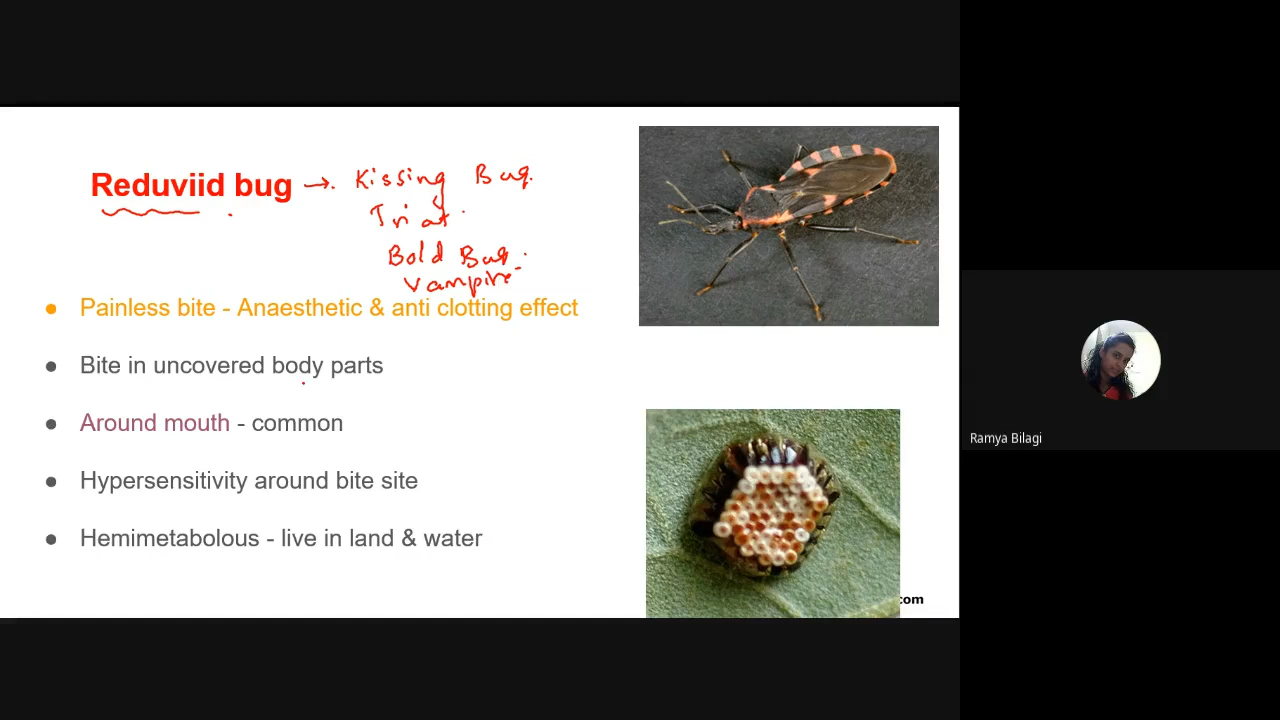 Reduviid bug → Kissing Bug.
Triat.
Bold Bug.
Vampire
• Painless bite - Anaesthetic & anti clotting effect
• Bite in uncovered body parts
• Around mouth - common
• Hypersensitivity around bite site
• Hemimetabolous - live in land & water
com
Ramya Bilagi